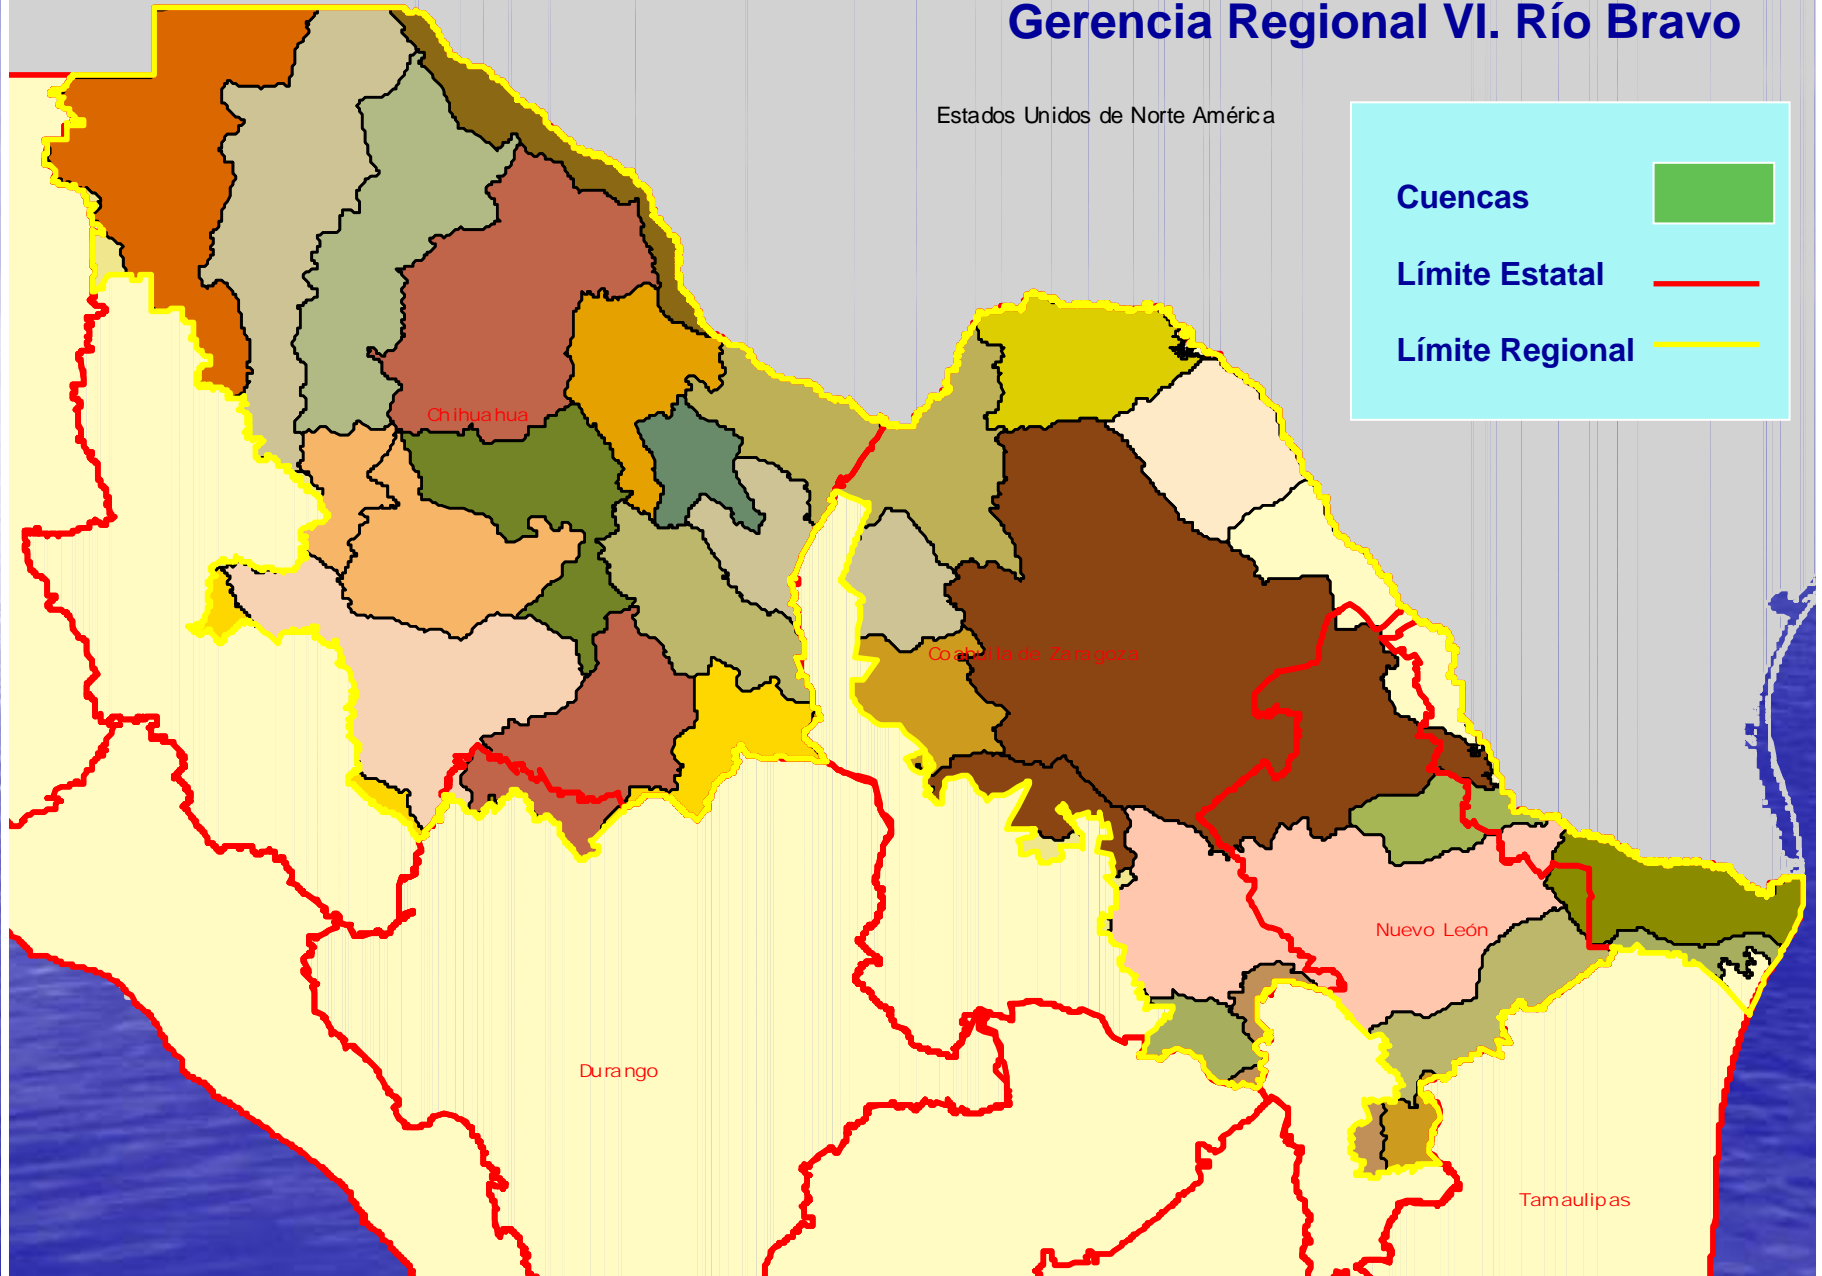 Gerencia Regional VI. Río Bravo
Estados Unidos de Norte América
Cuencas
Límite Estatal
Límite Regional
Chihuahua
Coahuila de Zaragoza
Nuevo León
Durango
Tamaulipas